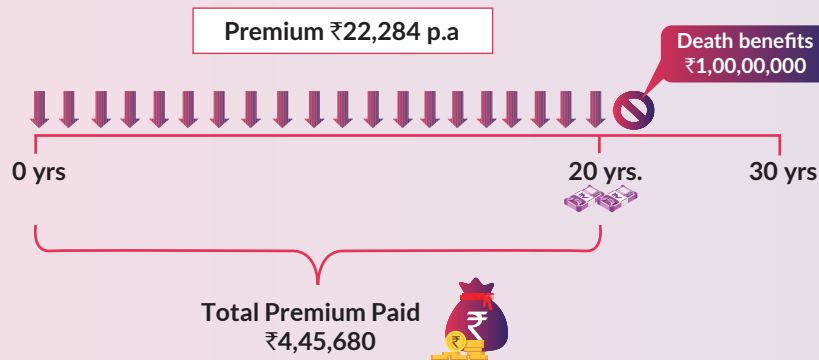 Premium ₹22,284 p.a
Death benefits
₹1,00,00,000
0 yrs
20 yrs.
30 yrs
Total Premium Paid
₹4,45,680
₹
₹